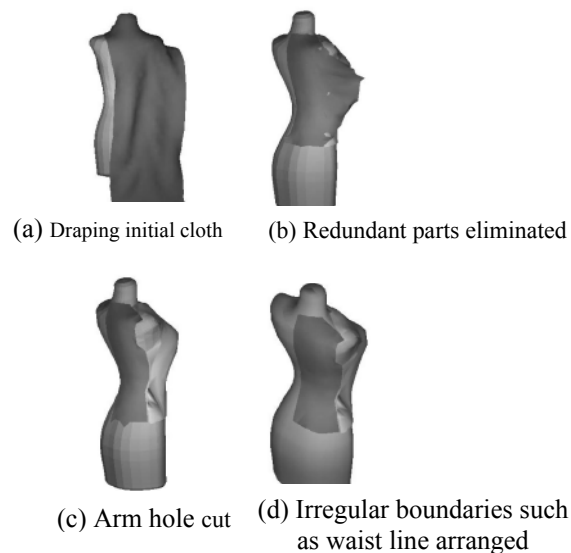 (a) Draping initial cloth
(b) Redundant parts eliminated
(c) Arm hole cut
(d) Irregular boundaries such
as waist line arranged